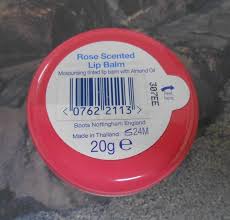 Rose Scented
Lip Balm
Moisturising tinted lip balm with Almond Oil
0762 2113
Boots Nottingham England
Made in Thailand 24M
20g e
307EE